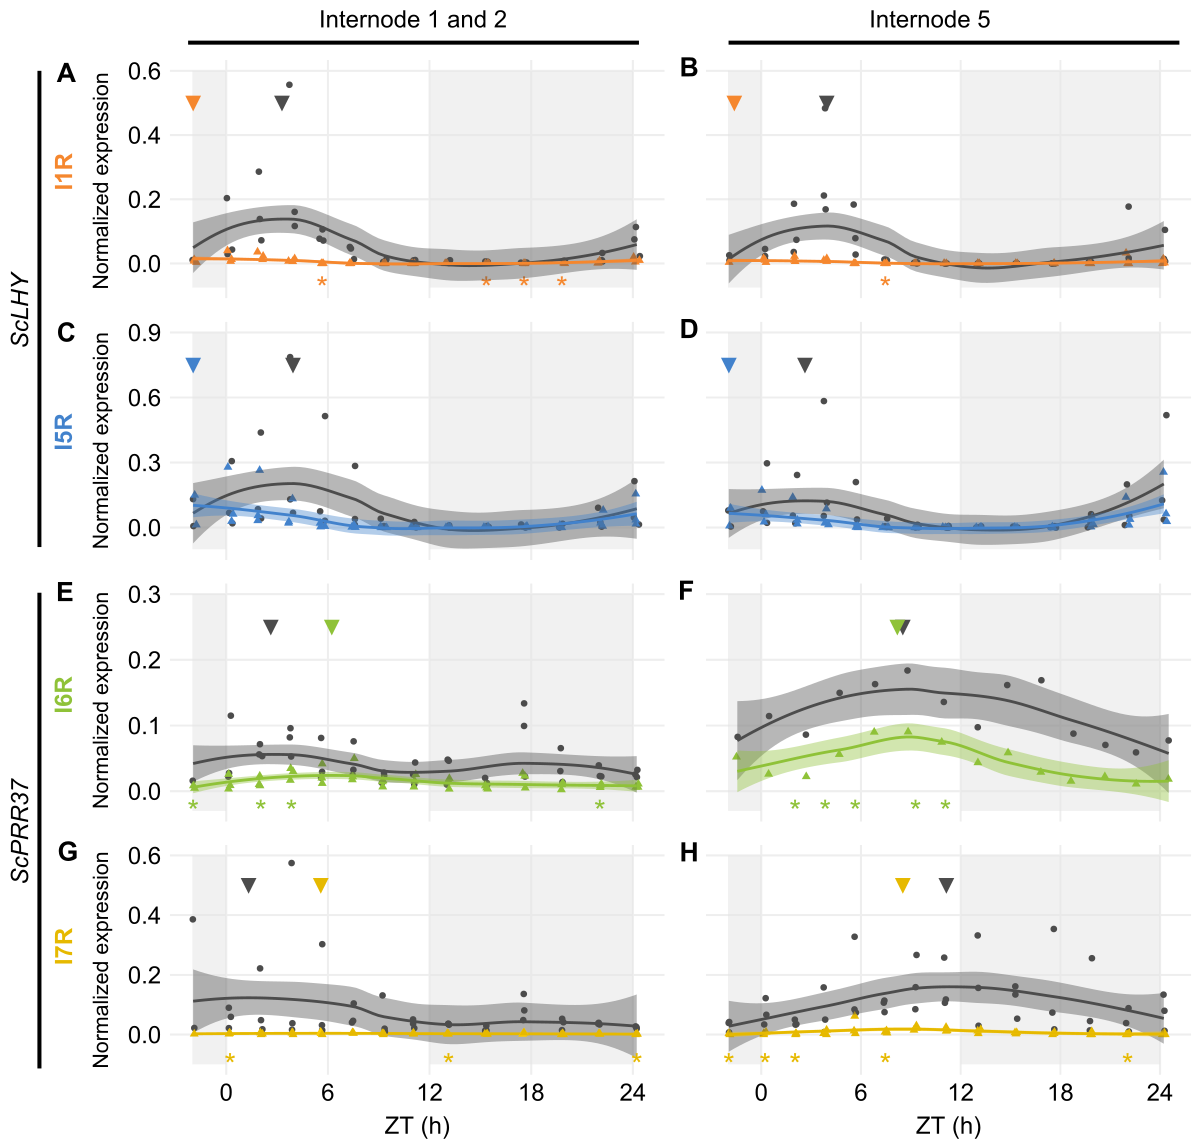 Internode 1 and 2
Internode 5
A
B
0.6
0.4
0.2
0.0
Normalized expression
I1R
* * * *
*
ScLHY
C
D
0.9
0.6
0.3
0.0
Normalized expression
I5R
E
F
0.3
0.2
0.1
0.0
Normalized expression
I6R
* * * *
* * * * *
ScPRR37
G
H
0.6
0.4
0.2
0.0
Normalized expression
I7R
* * *
* * * * *
0 6 12 18 24
0 6 12 18 24
ZT (h)
ZT (h)